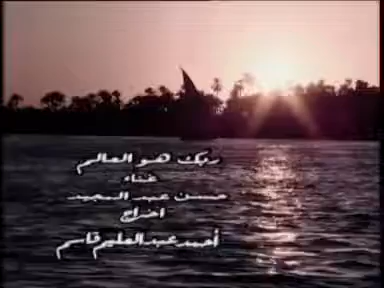 ربك هو العالم
غناء
حسن عبد المجيد
اخراج
أحمد عبد العليم قاسم